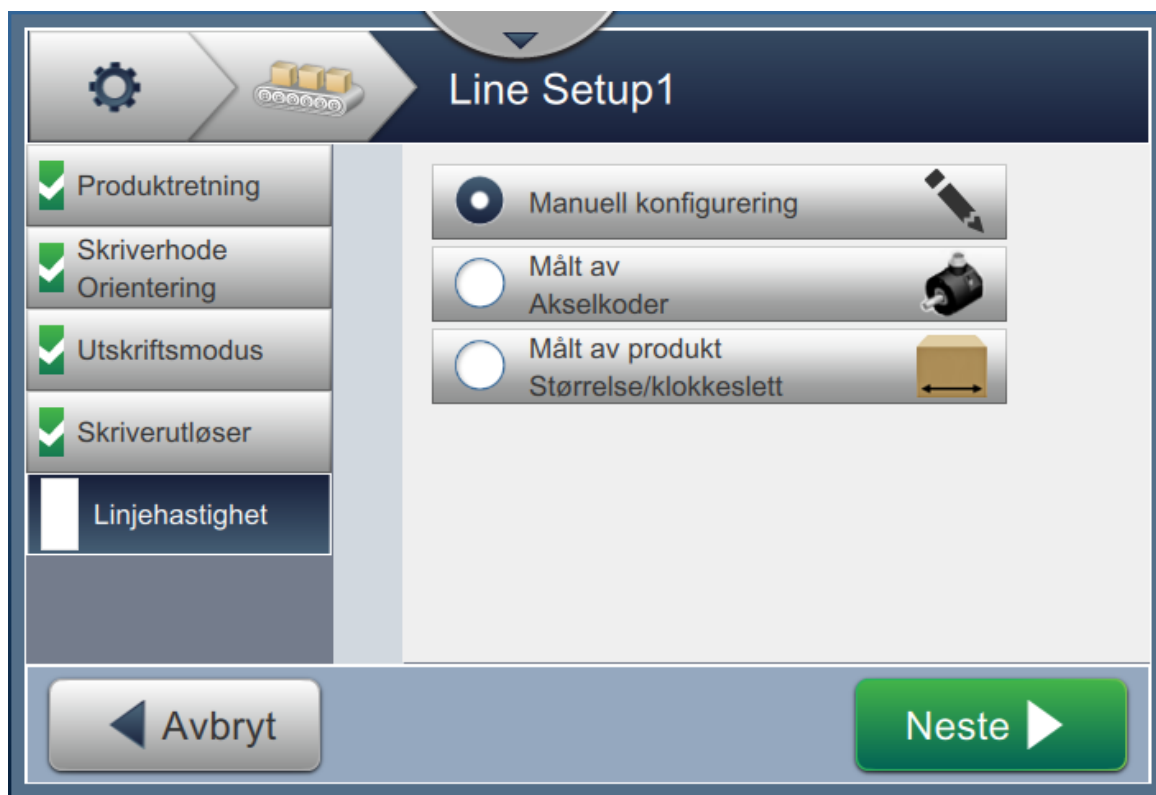 Line Setup1
Produktretning
Skriverhode
Orientering
Utskriftsmodus
Skriverutløser
Linjehastighet
Manuell konfigurering
Målt av
Akselkoder
Målt av produkt
Størrelse/klokkeslett
Avbryt
Neste